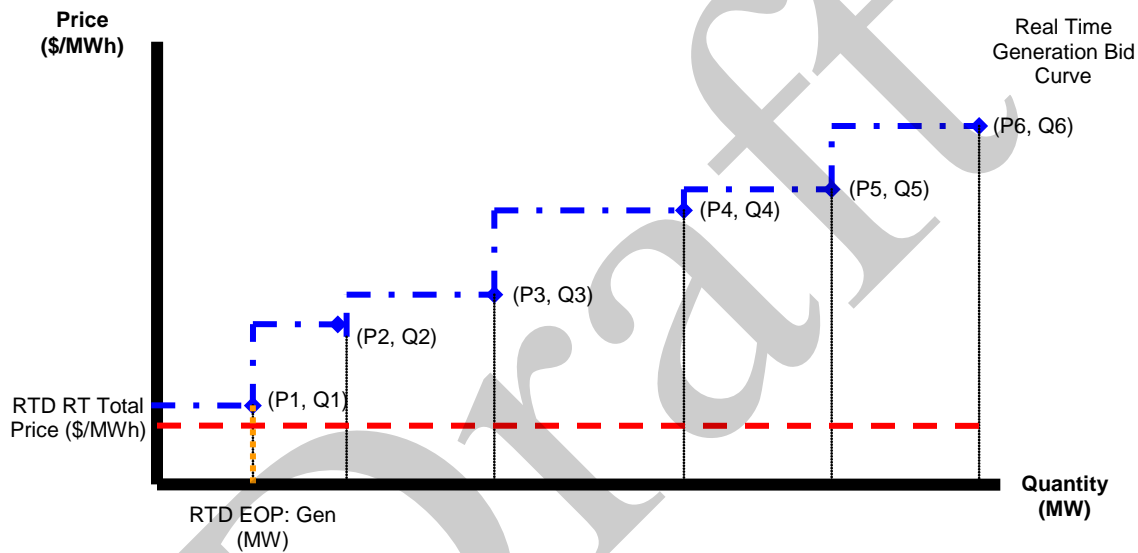 Price
($/MWh)
Real Time
Generation Bid
Curve
(P6, Q6)
(P5, Q5)
(P4, Q4)
(P3, Q3)
(P2, Q2)
(P1, Q1)
RTD RT Total
Price ($/MWh)
Quantity
(MW)
RTD EOP: Gen
(MW)
Draft